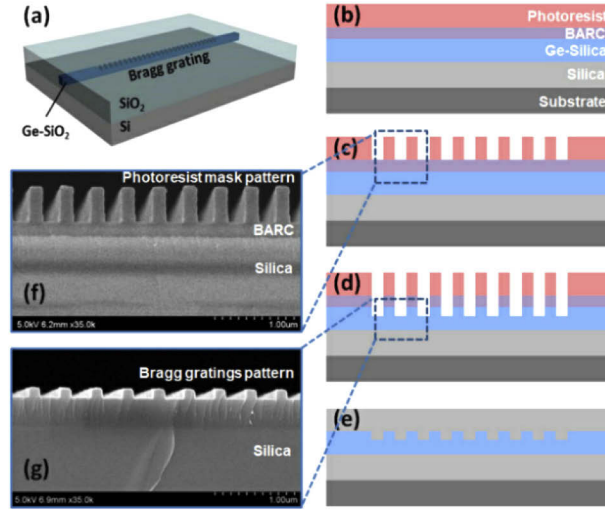 (a)
Bragg grating
SiO₂
Ge-SiO₂
Si
(b)
Photoresist
BARC
Ge-Silica
Silica
Substrate
(c)
Photoresist mask pattern
BARC
Silica
(f)
5.0kV 6.2mm x35.0k
1.00um
(d)
Bragg gratings pattern
Silica
(g)
5.0kV 6.9mm x35.0k
1.00um
(e)